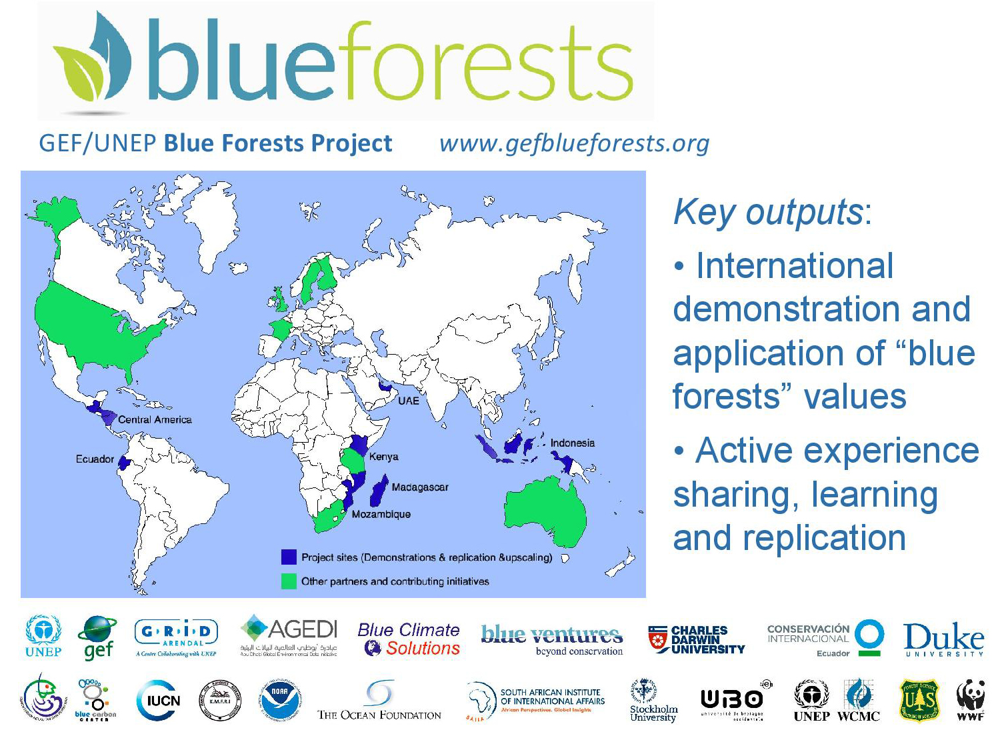 blueforests
GEF/UNEP Blue Forests Project www.gefblueforests.org
Key outputs:
• International
demonstration and
application of “blue
forests” values
• Active experience
sharing, learning
and replication
UAE
Central America
Indonesia
Ecuador
Kenya
Madagascar
Mozambique
Project sites (Demonstrations & replication &upscaling)
Other partners and contributing initiatives
UNEP
gef
G·R·I·D
ARENDAL
A Centre Collaborating with UNEP
AGEDI
مبادرة أبوظبي العالمية للبيانات البيئية
Abu Dhabi Global Environmental Data Initiative
Blue Climate
Solutions
blue ventures
beyond conservation
CHARLES
DARWIN
UNIVERSITY
CONSERVACIÓN
INTERNACIONAL
Ecuador
Duke
UNIVERSITY
blue carbon
CENTER
IUCN
K.M.F.R.I
NOAA
THE OCEAN FOUNDATION
SAIIA
SOUTH AFRICAN INSTITUTE
OF INTERNATIONAL AFFAIRS
African Perspectives. Global Insights
Stockholm
University
ueb
UBO
université de bretagne
occidentale
UNEP WCMC
FOREST SERVICE
US
DEPARTMENT OF AGRICULTURE
WWF